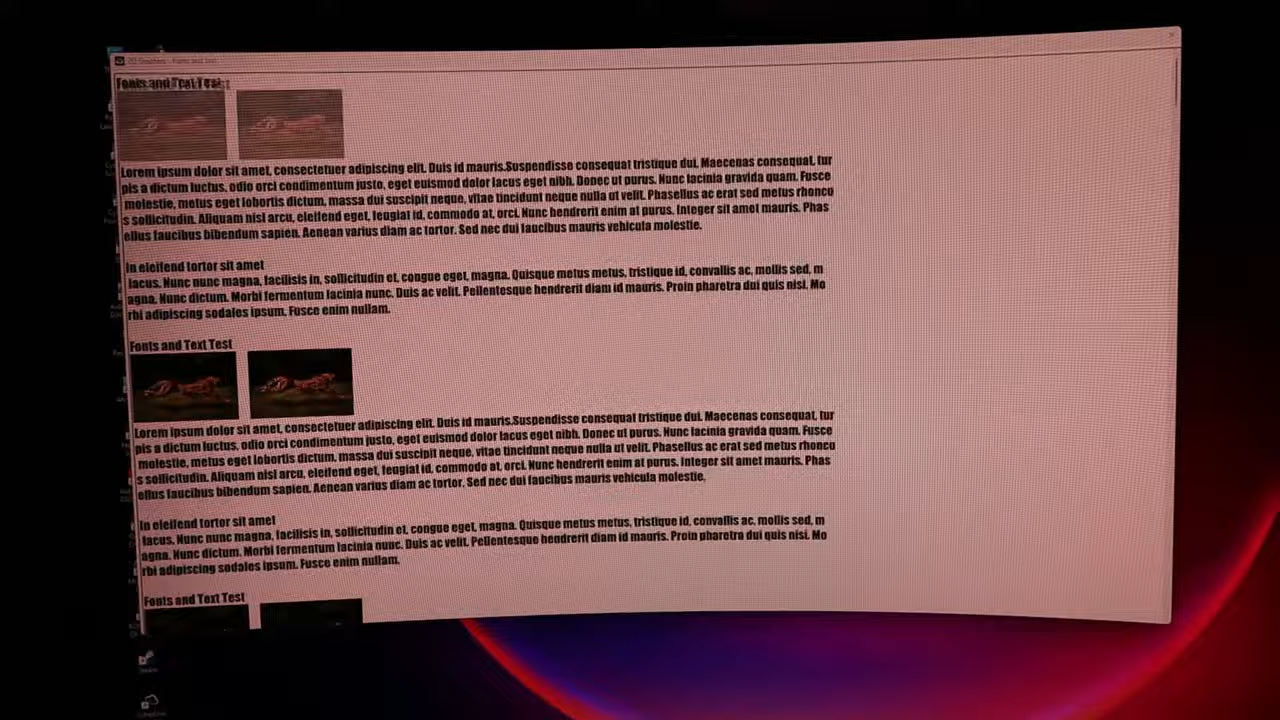 2D Graphics - Fonts and Text
Fonts and Text Test
Lorem ipsum dolor sit amet, consectetuer adipiscing elit. Duis id mauris.Suspendisse consequat tristique dui. Maecenas consequat, tur
pis a dictum luctus, odio orci condimentum justo, eget euismod dolor lacus eget nibh. Donec ut purus. Nunc lacinia gravida quam. Fusce
molestie, metus eget lobortis dictum, massa dui suscipit neque, vitae tincidunt neque nulla ut velit. Phasellus ac erat sed metus rhoncu
s sollicitudin. Aliquam nisl arcu, eleifend eget, feugiat id, commodo at, orci. Nunc hendrerit enim at purus. Integer sit amet mauris. Phas
ellus faucibus bibendum sapien. Aenean varius diam ac tortor. Sed nec dui faucibus mauris vehicula molestie.
In eleifend tortor sit amet
lacus. Nunc nunc magna, facilisis in, sollicitudin et, congue eget, magna. Quisque metus metus, tristique id, convallis ac, mollis sed, m
agna. Nunc dictum. Morbi fermentum lacinia nunc. Duis ac velit. Pellentesque hendrerit diam id mauris. Proin pharetra dui quis nisi. Mo
rbi adipiscing sodales ipsum. Fusce enim nullam.
Fonts and Text Test
Lorem ipsum dolor sit amet, consectetuer adipiscing elit. Duis id mauris.Suspendisse consequat tristique dui. Maecenas consequat, tur
pis a dictum luctus, odio orci condimentum justo, eget euismod dolor lacus eget nibh. Donec ut purus. Nunc lacinia gravida quam. Fusce
molestie, metus eget lobortis dictum, massa dui suscipit neque, vitae tincidunt neque nulla ut velit. Phasellus ac erat sed metus rhoncu
s sollicitudin. Aliquam nisl arcu, eleifend eget, feugiat id, commodo at, orci. Nunc hendrerit enim at purus. Integer sit amet mauris. Phas
ellus faucibus bibendum sapien. Aenean varius diam ac tortor. Sed nec dui faucibus mauris vehicula molestie.
In eleifend tortor sit amet
lacus. Nunc nunc magna, facilisis in, sollicitudin et, congue eget, magna. Quisque metus metus, tristique id, convallis ac, mollis sed, m
agna. Nunc dictum. Morbi fermentum lacinia nunc. Duis ac velit. Pellentesque hendrerit diam id mauris. Proin pharetra dui quis nisi. Mo
rbi adipiscing sodales ipsum. Fusce enim nullam.
Fonts and Text Test